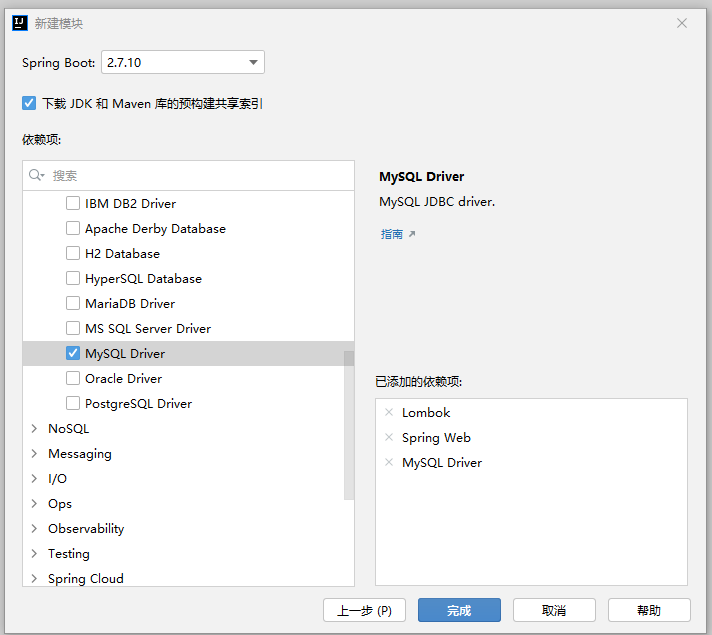 新建模块
Spring Boot: 2.7.10
下载 JDK 和 Maven 库的预构建共享索引
依赖项:
搜索
IBM DB2 Driver
Apache Derby Database
H2 Database
HyperSQL Database
MariaDB Driver
MS SQL Server Driver
MySQL Driver
Oracle Driver
PostgreSQL Driver
NoSQL
Messaging
I/O
Ops
Observability
Testing
Spring Cloud
MySQL Driver
MySQL JDBC driver.
指南
已添加的依赖项:
Lombok
Spring Web
MySQL Driver
上一步 (P) 完成 取消 帮助